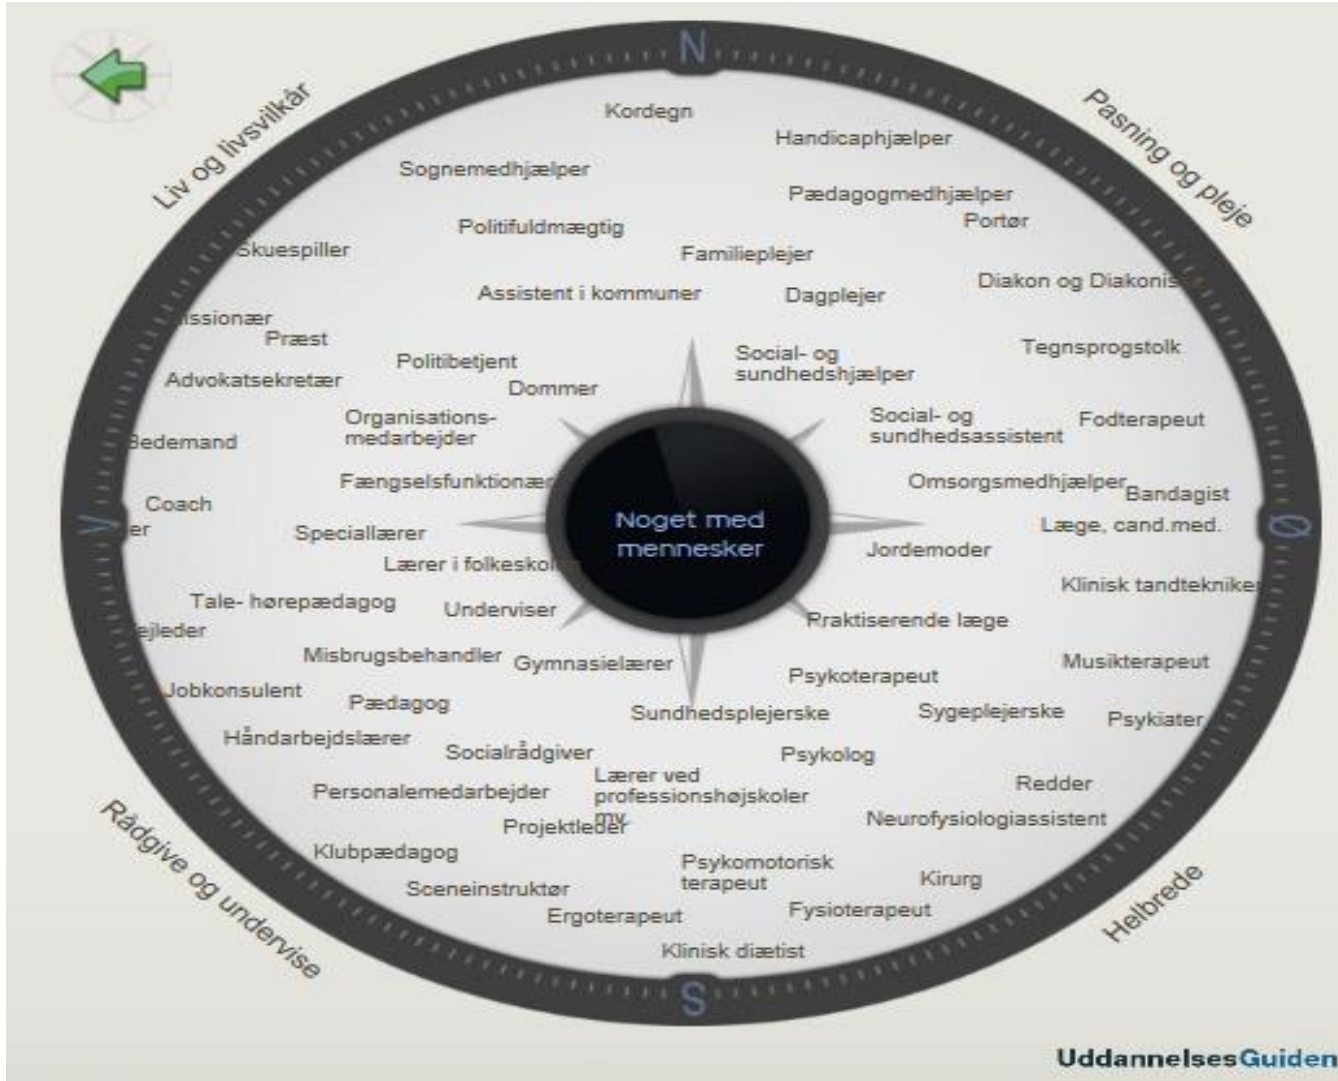 N
Liv og livsvilkår
Pasning og pleje
Kordegn
Handicaphjælper
Sognemedhjælper
Pædagogmedhjælper
Portør
Politifuldmægtig
Skuespiller
Familieplejer
Diakon og Diakoniss
Assistent i kommuner
Dagplejer
issionær
Præst
Tegnsprogstolk
Politibetjent
Social- og
sundhedshjælper
Advokatsekretær
Dommer
Organisations-
medarbejder
Social- og
sundhedsassistent
Fodterapeut
Bedemand
Fængselsfunktionær
Omsorgsmedhjælper
Bandagist
Coach
V
er
Speciallærer
Noget med
mennesker
Læge, cand.med.
Ø
Jordemoder
Lærer i folkeskole
Klinisk tandtekniker
Tale- hørepædagog
Underviser
Praktiserende læge
ejleder
Misbrugsbehandler
Gymnasielærer
Musikterapeut
Psykoterapeut
Jobkonsulent
Pædagog
Sundhedsplejerske
Sygeplejerske
Psykiater
Håndarbejdslærer
Socialrådgiver
Psykolog
Lærer ved
professionshøjskoler
mv.
Personalemedarbejder
Redder
Projektleder
Neurofysiologiassistent
Klubpædagog
Psykomotorisk
terapeut
Kirurg
Sceneinstruktør
Ergoterapeut
Fysioterapeut
Klinisk diætist
Rådgive og undervise
Helbrede
S
UddannelsesGuiden